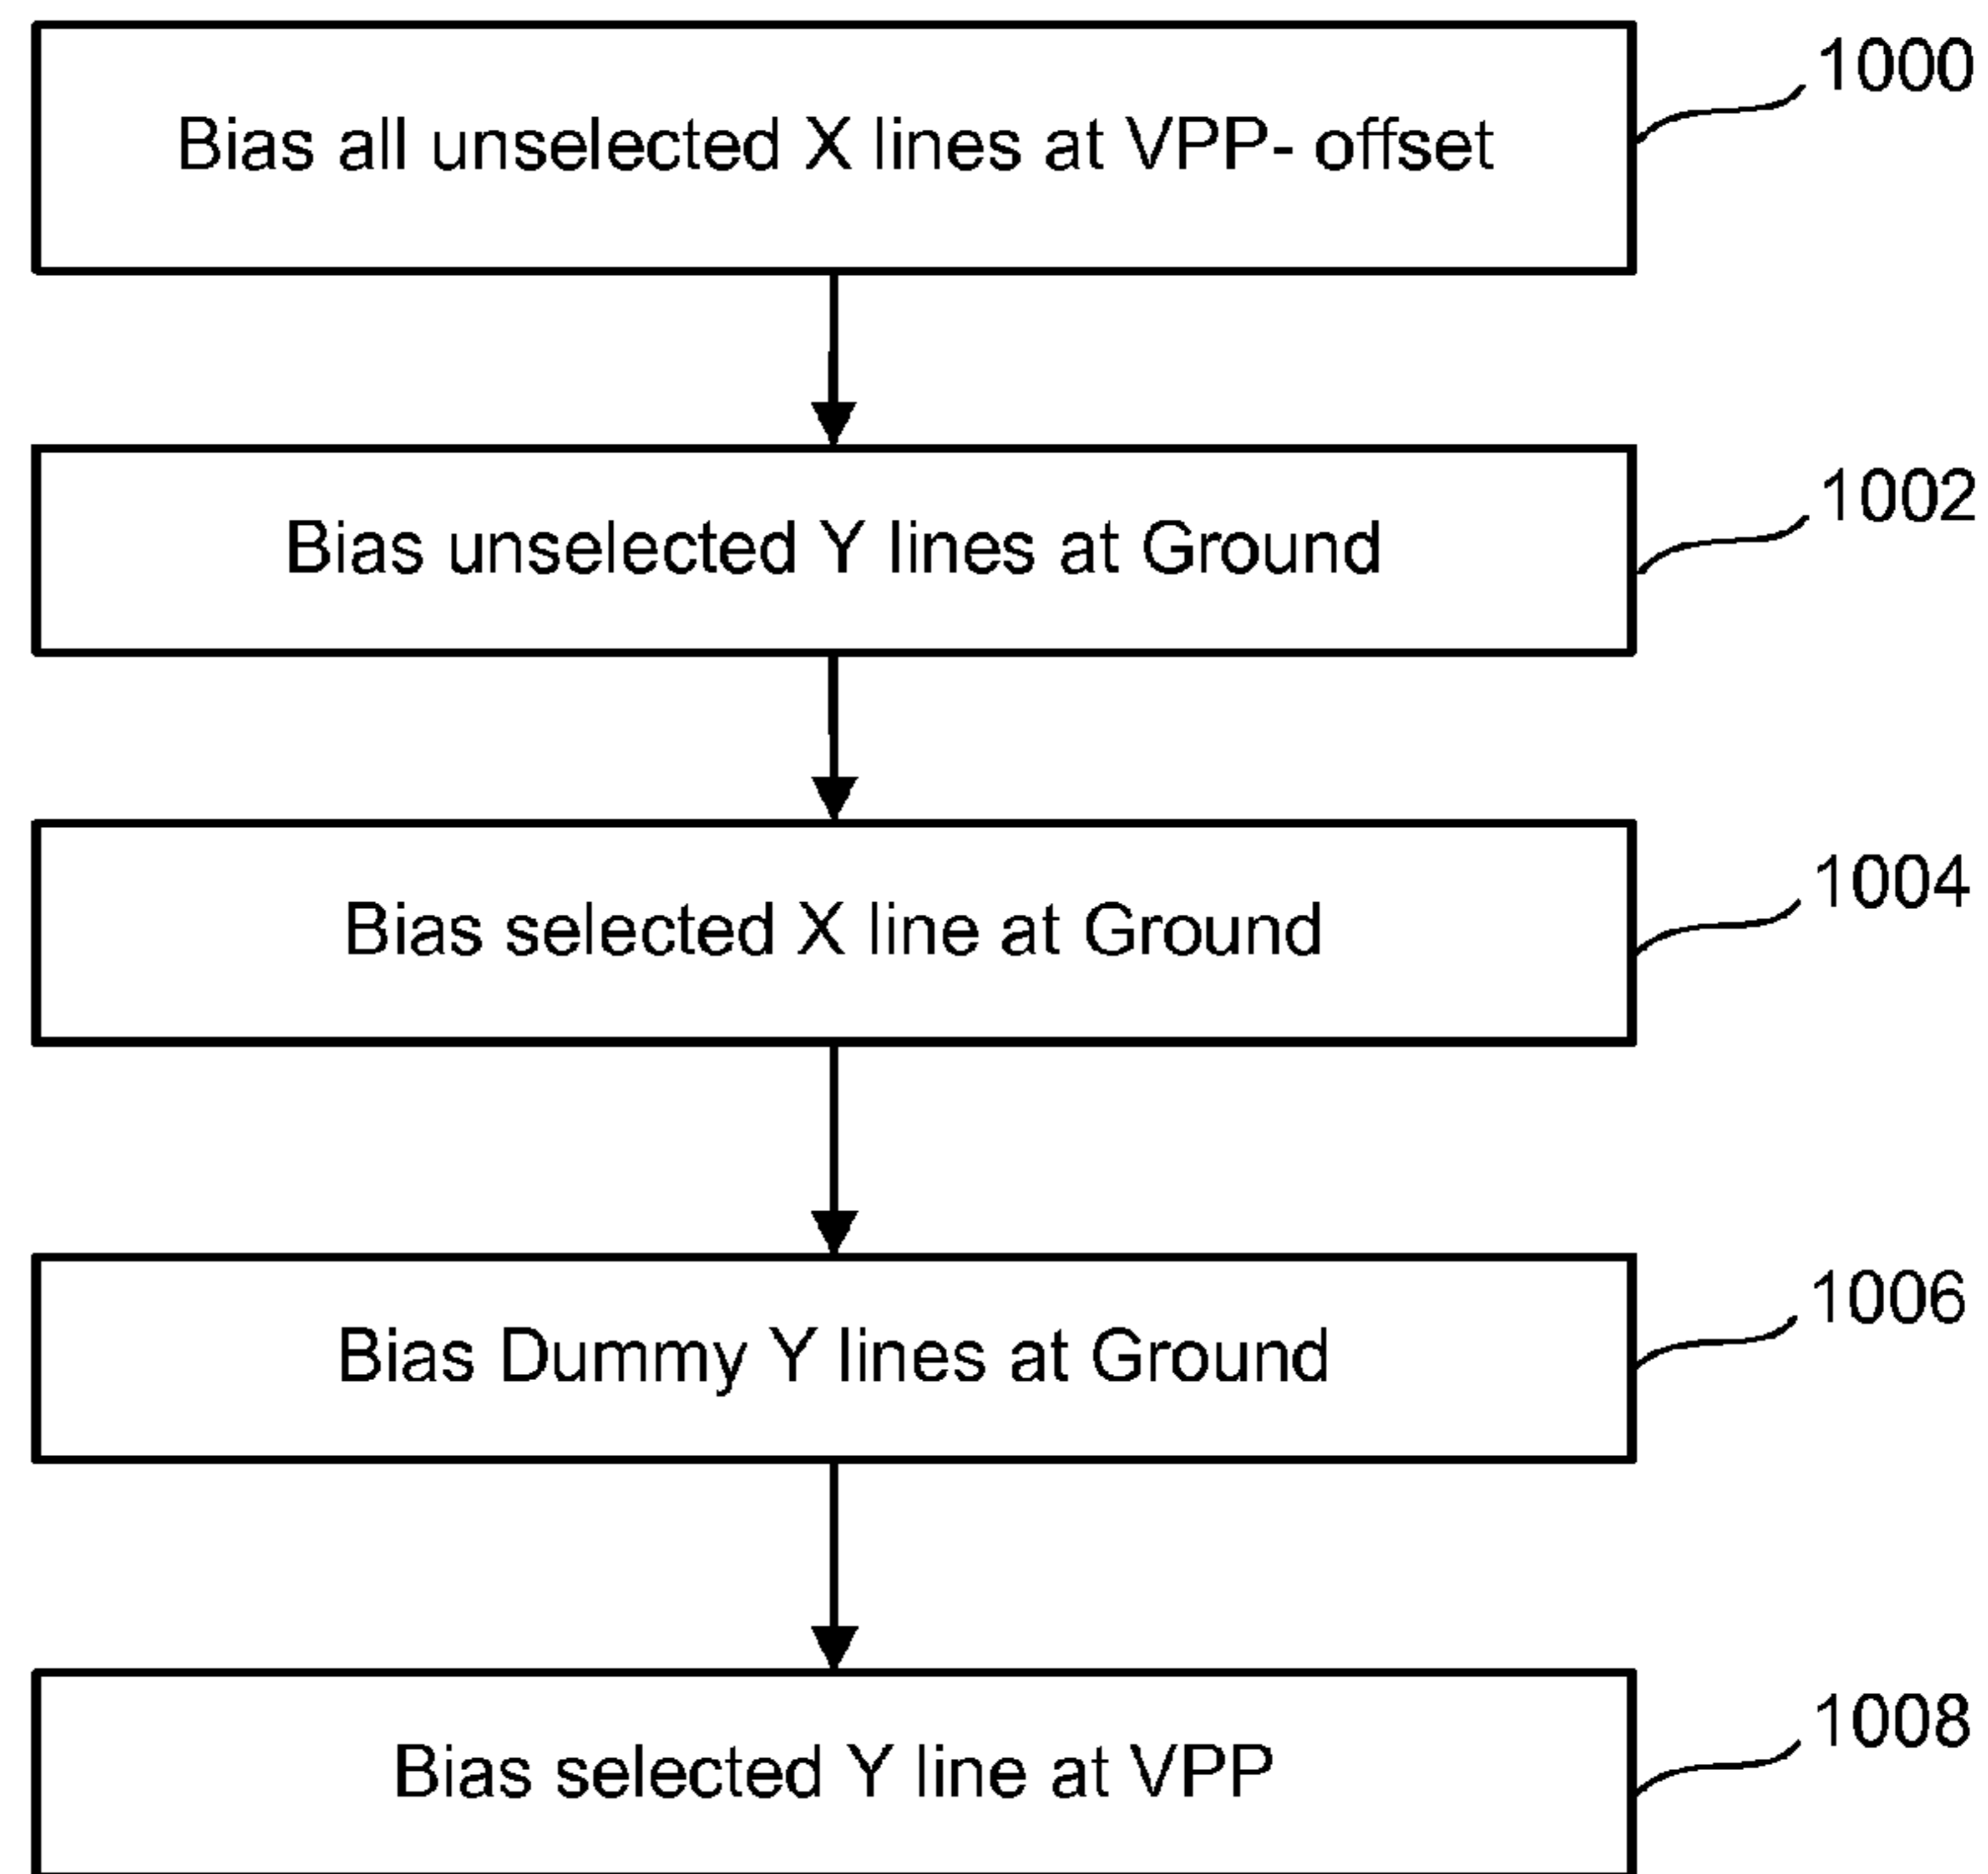 1000
Bias all unselected X lines at VPP- offset
1002
Bias unselected Y lines at Ground
1004
Bias selected X line at Ground
1006
Bias Dummy Y lines at Ground
1008
Bias selected Y line at VPP